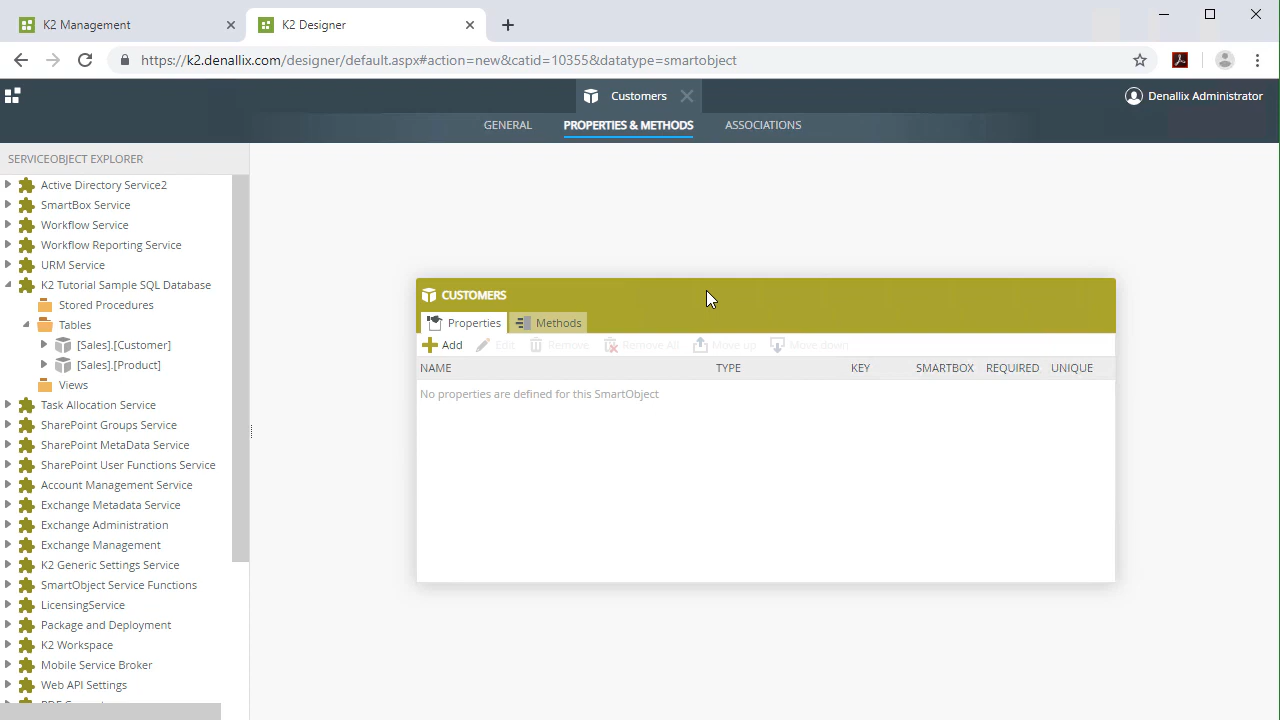 K2 Management
K2 Designer
https://k2.denallix.com/designer/default.aspx#action=new&catid=10355&datatype=smartobject
Customers
Denallix Administrator
GENERAL
PROPERTIES & METHODS
ASSOCIATIONS
SERVICEOBJECT EXPLORER
Active Directory Service2
SmartBox Service
Workflow Service
Workflow Reporting Service
URM Service
K2 Tutorial Sample SQL Database
Stored Procedures
Tables
[Sales].[Customer]
[Sales].[Product]
Views
Task Allocation Service
SharePoint Groups Service
SharePoint MetaData Service
SharePoint User Functions Service
Account Management Service
Exchange Metadata Service
Exchange Administration
Exchange Management
K2 Generic Settings Service
SmartObject Service Functions
LicensingService
Package and Deployment
K2 Workspace
Mobile Service Broker
Web API Settings
CUSTOMERS
Properties Methods
Add Edit Remove Remove All Move up Move down
NAME TYPE KEY SMARTBOX REQUIRED UNIQUE
No properties are defined for this SmartObject